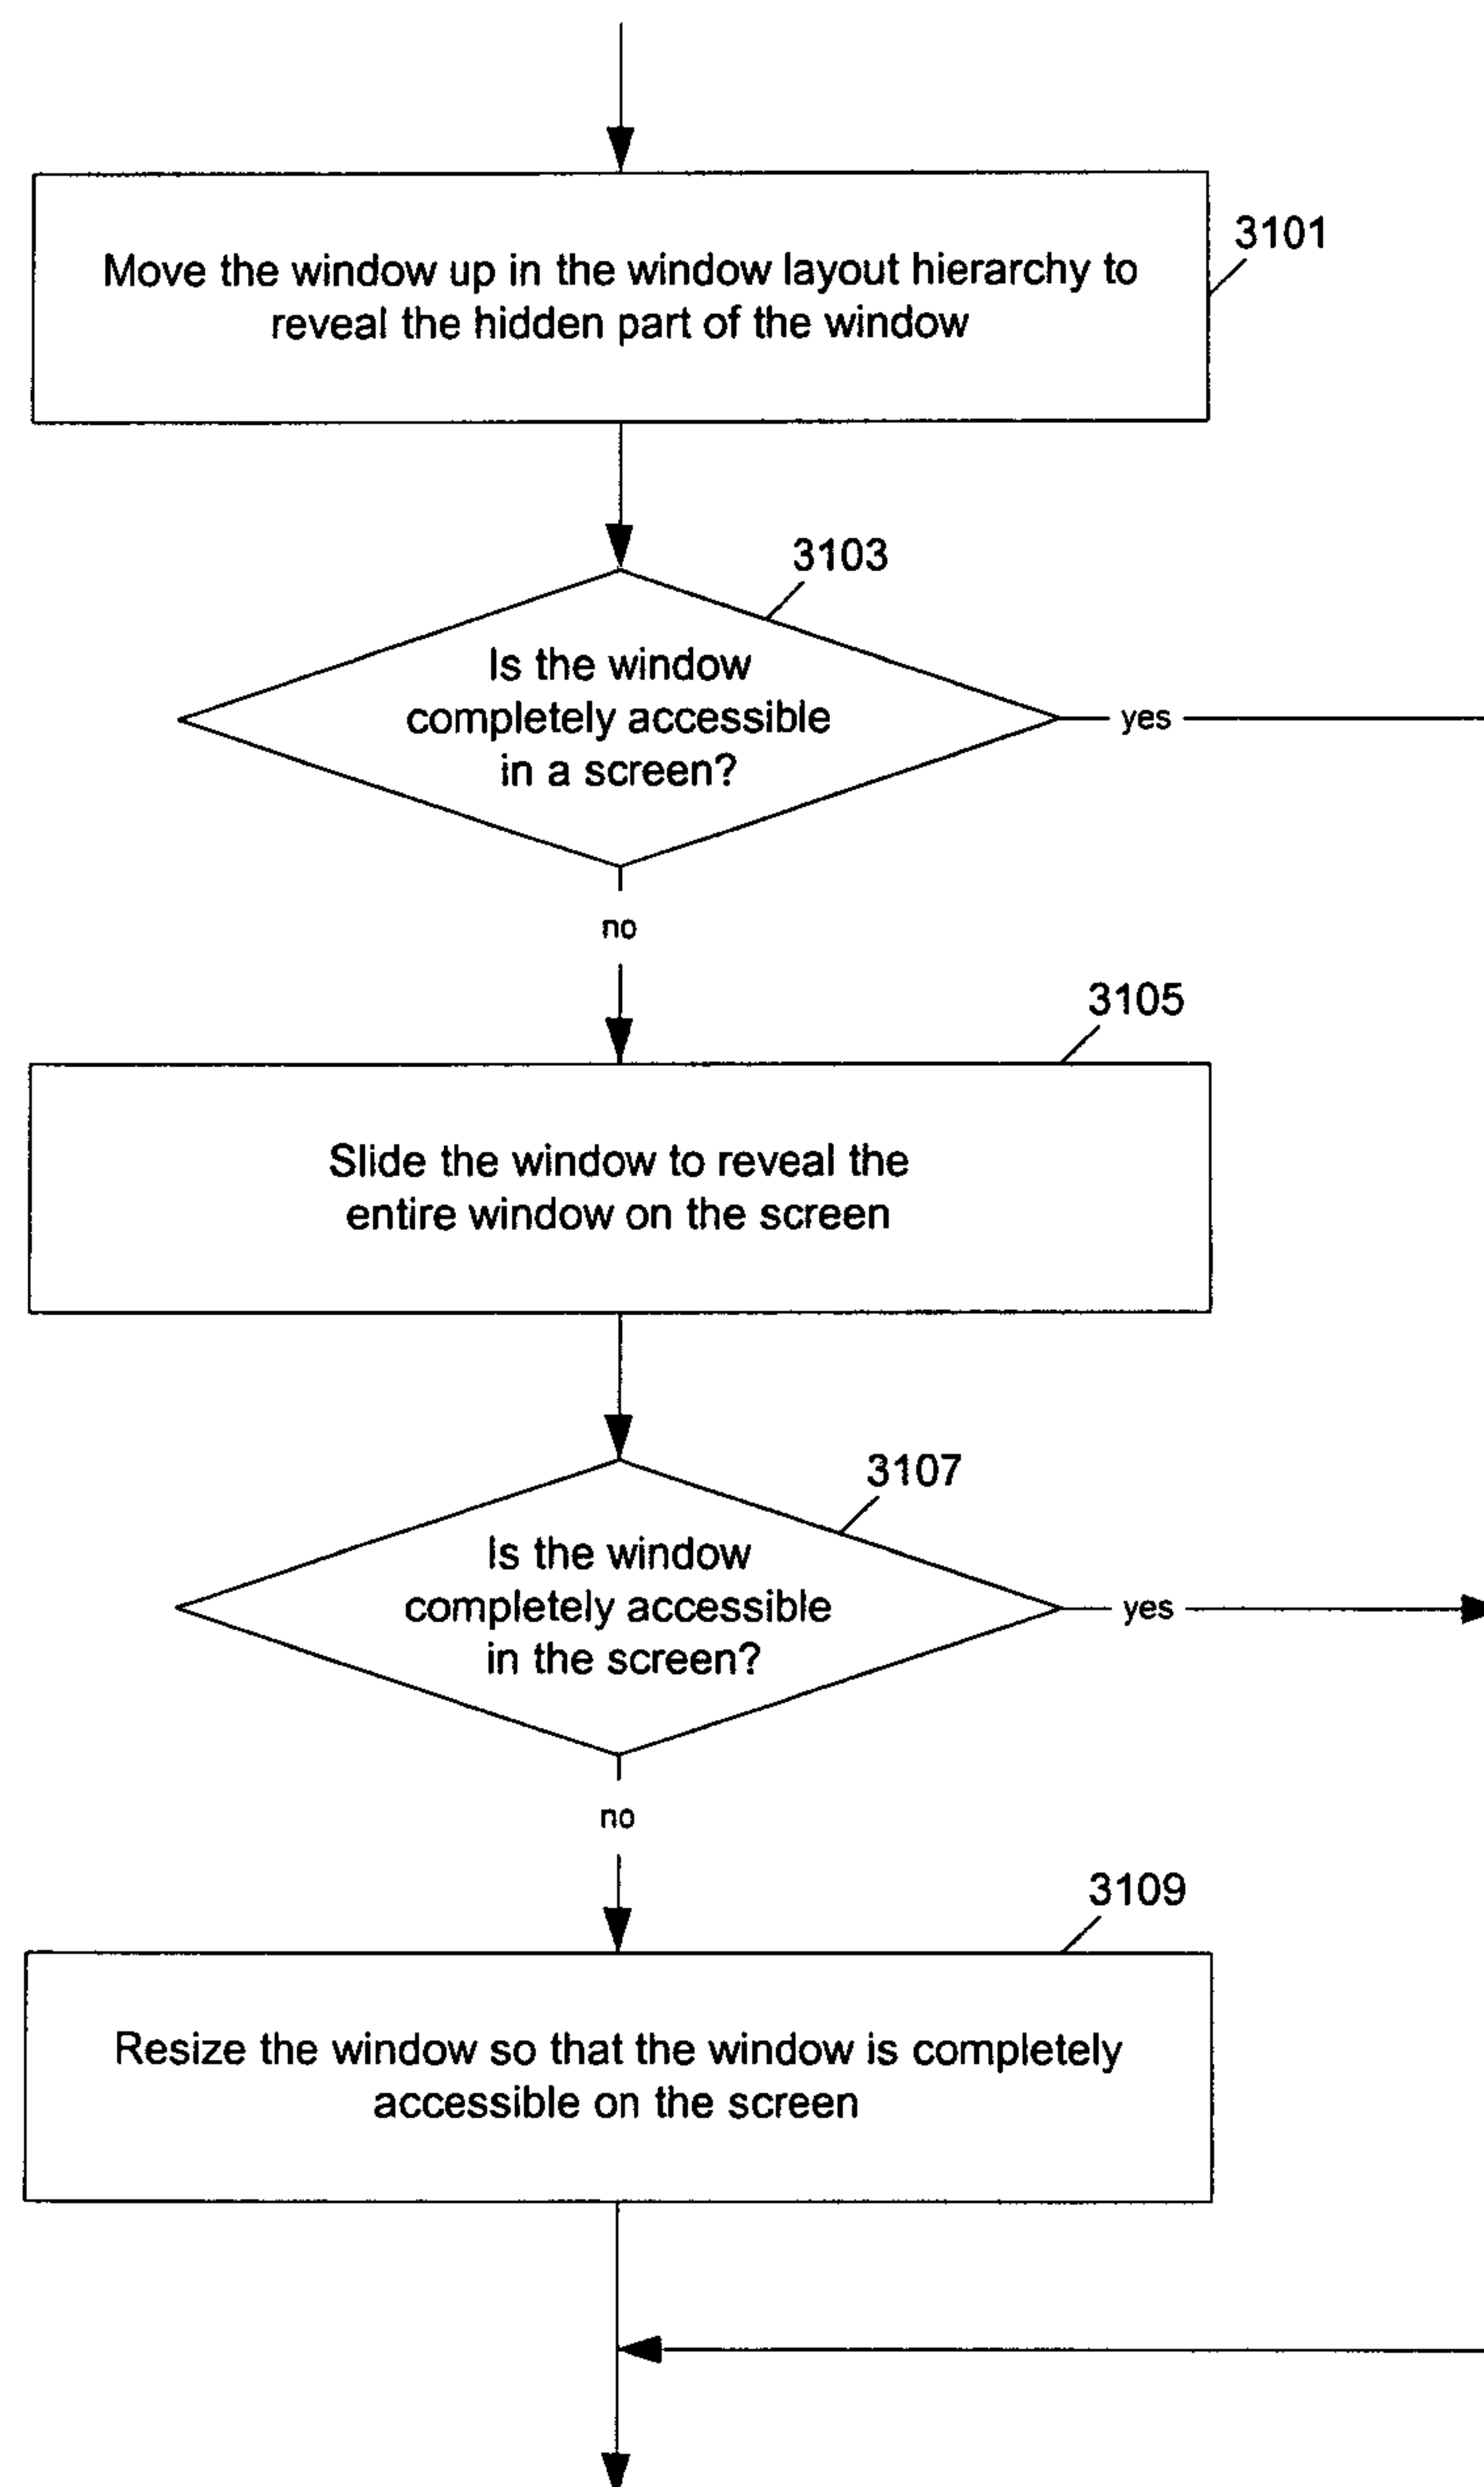 3101
Move the window up in the window layout hierarchy to
reveal the hidden part of the window
3103
Is the window
completely accessible
in a screen?
yes
no
3105
Slide the window to reveal the
entire window on the screen
3107
Is the window
completely accessible
in the screen?
yes
no
3109
Resize the window so that the window is completely
accessible on the screen